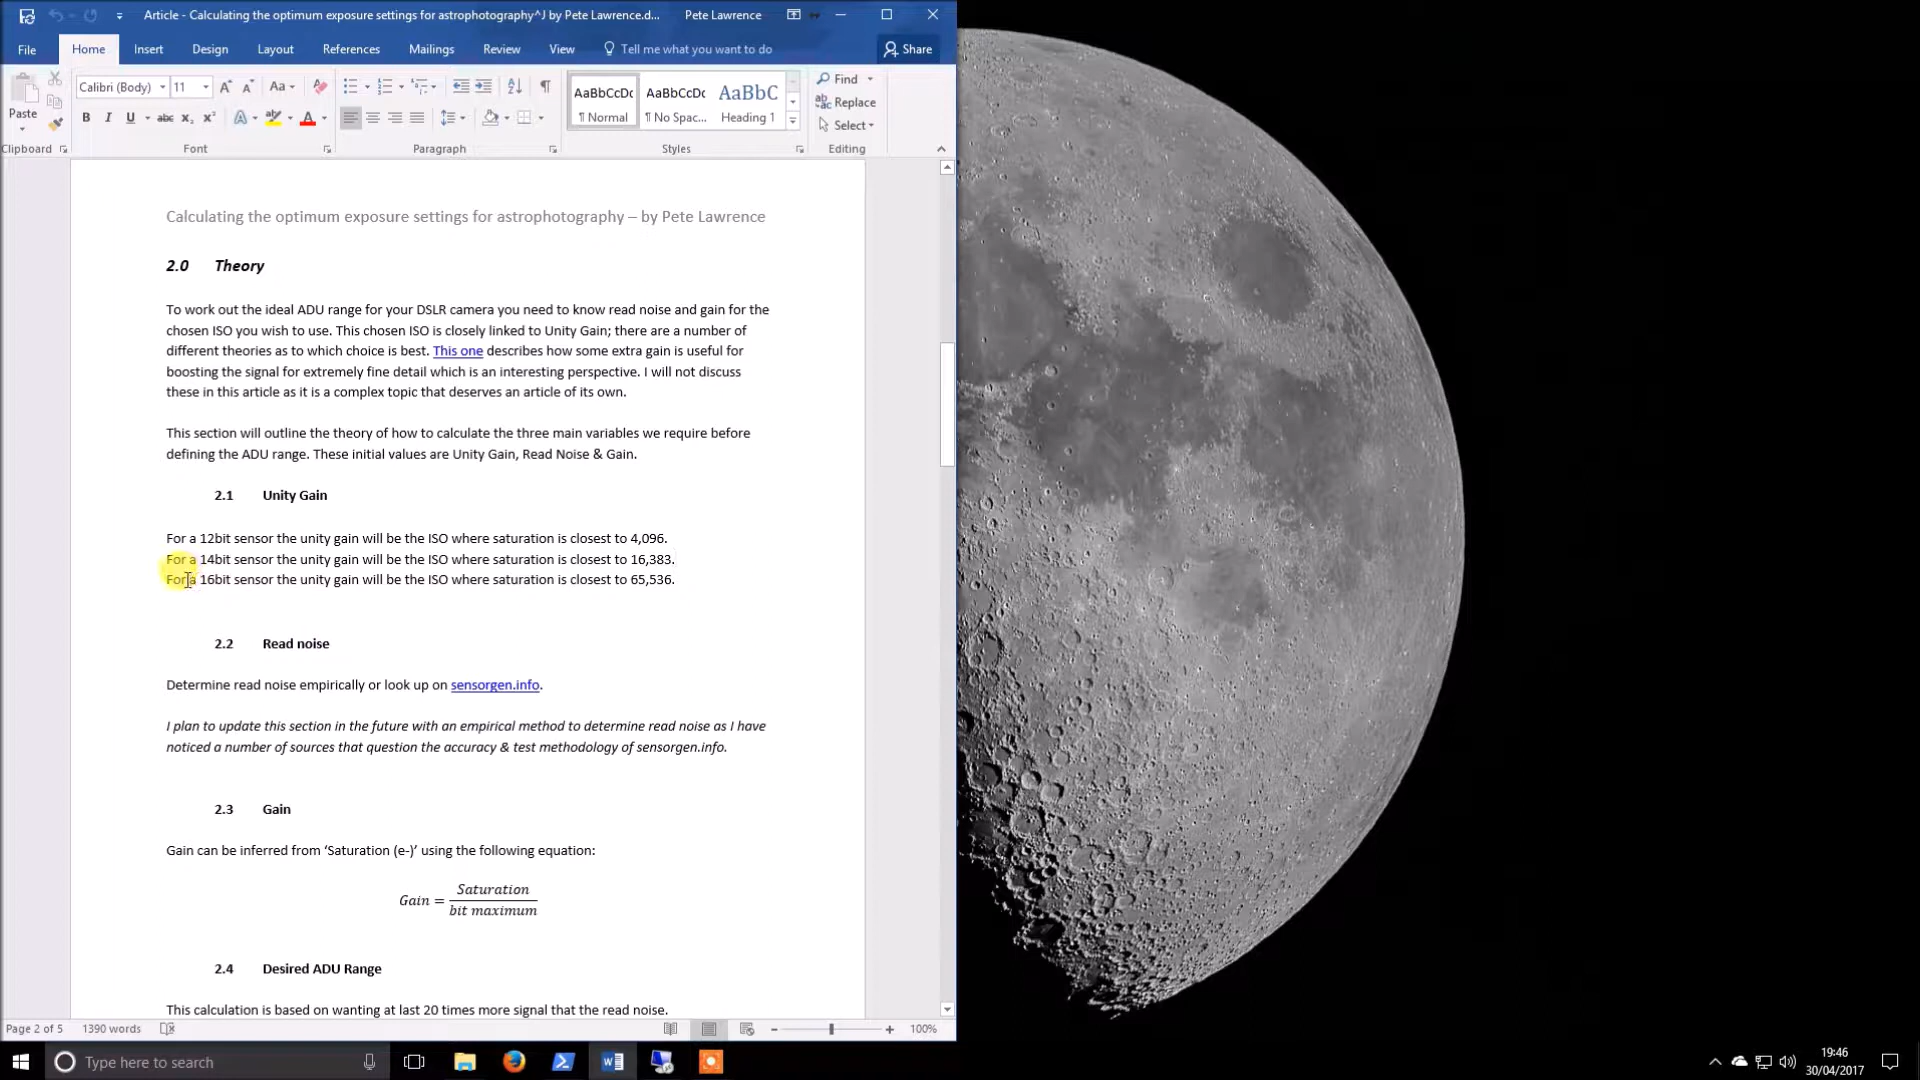 Article - Calculating the optimum exposure settings for astrophotography^J by Pete Lawrence.d...
Pete Lawrence
File
Home
Insert
Design
Layout
References
Mailings
Review
View
Tell me what you want to do
Share
Paste
Calibri (Body)
11
AaBbCcDc
¶ Normal
AaBbCcDc
¶ No Spac...
AaBbC
Heading 1
Find
Replace
Select
Clipboard
Font
Paragraph
Styles
Editing
Calculating the optimum exposure settings for astrophotography – by Pete Lawrence
2.0 Theory
To work out the ideal ADU range for your DSLR camera you need to know read noise and gain for the
chosen ISO you wish to use. This chosen ISO is closely linked to Unity Gain; there are a number of
different theories as to which choice is best. This one describes how some extra gain is useful for
boosting the signal for extremely fine detail which is an interesting perspective. I will not discuss
these in this article as it is a complex topic that deserves an article of its own.
This section will outline the theory of how to calculate the three main variables we require before
defining the ADU range. These initial values are Unity Gain, Read Noise & Gain.
2.1 Unity Gain
For a 12bit sensor the unity gain will be the ISO where saturation is closest to 4,096.
For a 14bit sensor the unity gain will be the ISO where saturation is closest to 16,383.
For a 16bit sensor the unity gain will be the ISO where saturation is closest to 65,536.
2.2 Read noise
Determine read noise empirically or look up on sensorgen.info.
I plan to update this section in the future with an empirical method to determine read noise as I have
noticed a number of sources that question the accuracy & test methodology of sensorgen.info.
2.3 Gain
Gain can be inferred from ‘Saturation (e-)’ using the following equation:
Gain = Saturation / bit maximum
2.4 Desired ADU Range
This calculation is based on wanting at last 20 times more signal that the read noise.
Page 2 of 5
1390 words
100%
Type here to search
19:46
30/04/2017